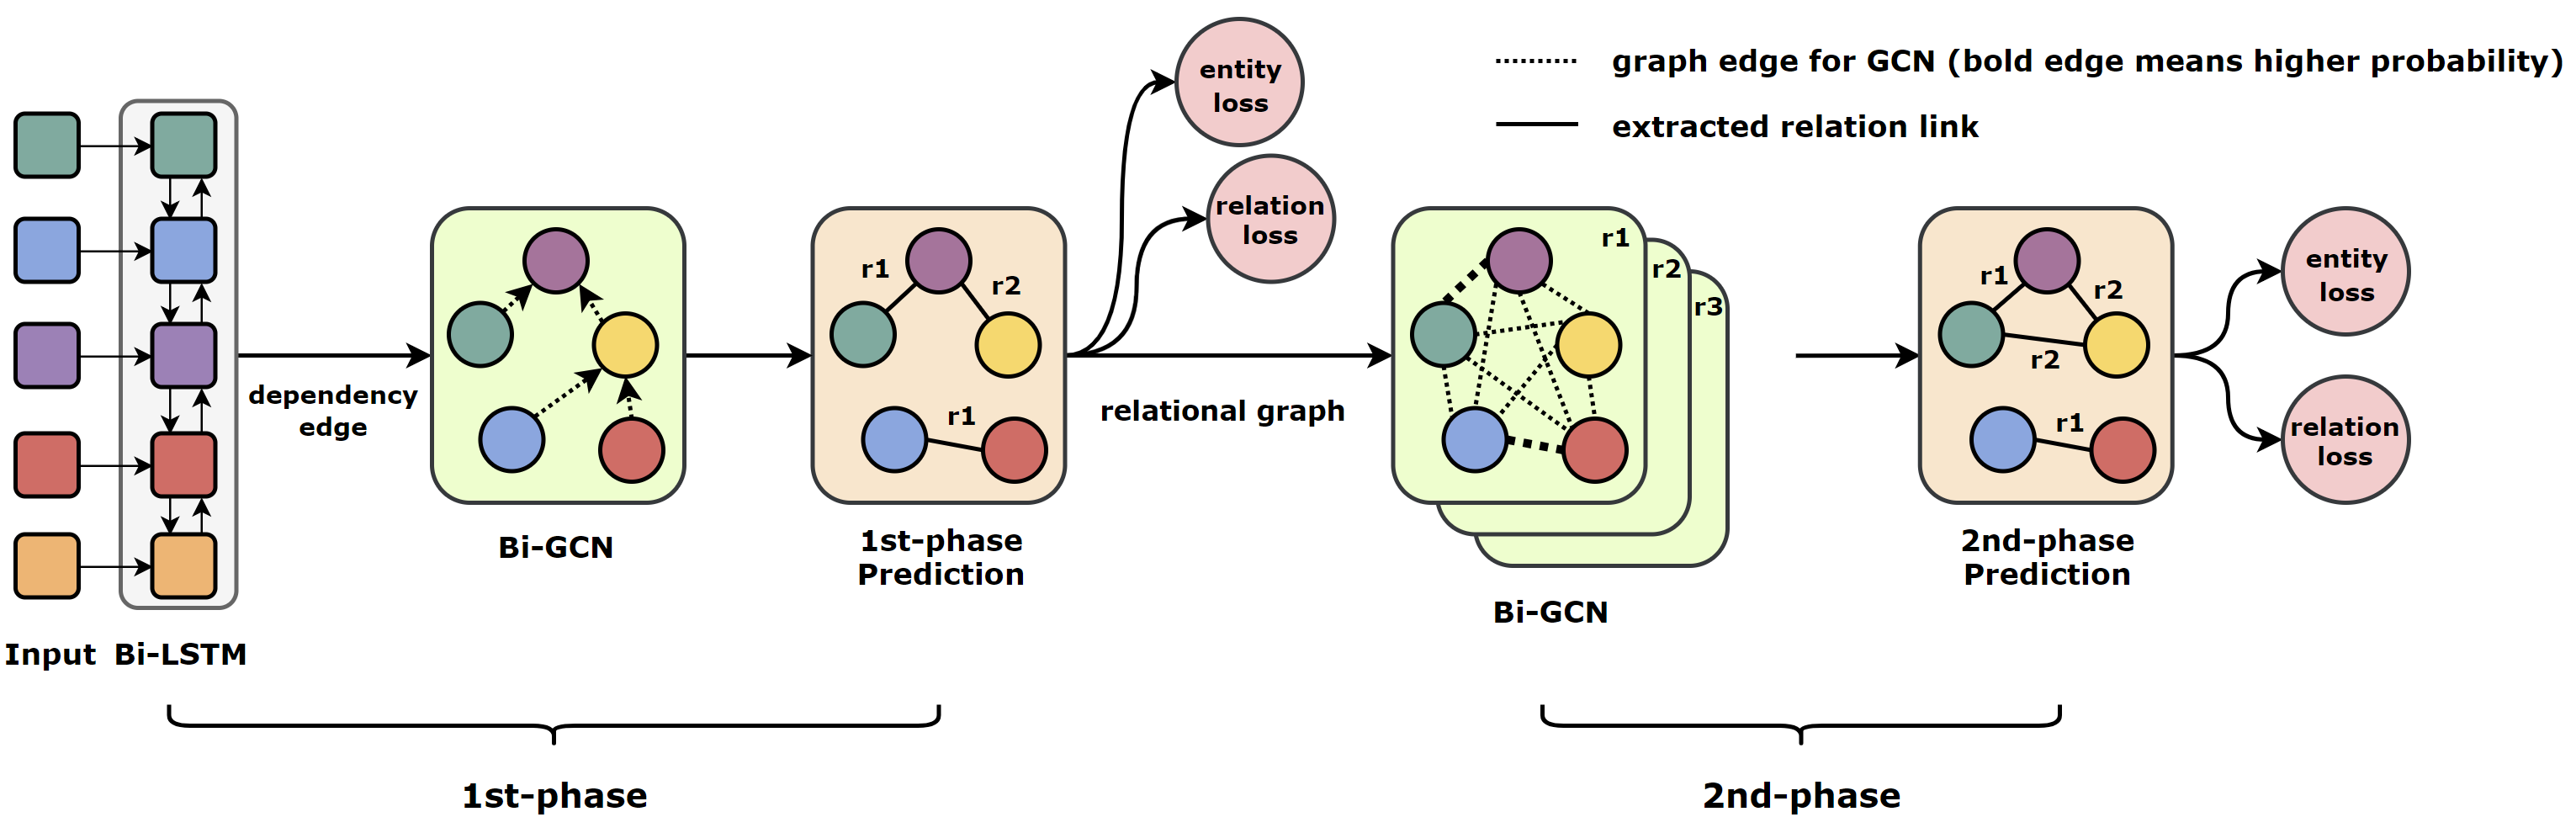 graph edge for GCN (bold edge means higher probability)
extracted relation link
Input
Bi-LSTM
dependency
edge
Bi-GCN
r1
r2
r1
1st-phase
Prediction
entity
loss
relation
loss
relational graph
r1
r2
r3
Bi-GCN
r1
r2
r2
r1
2nd-phase
Prediction
entity
loss
relation
loss
1st-phase
2nd-phase